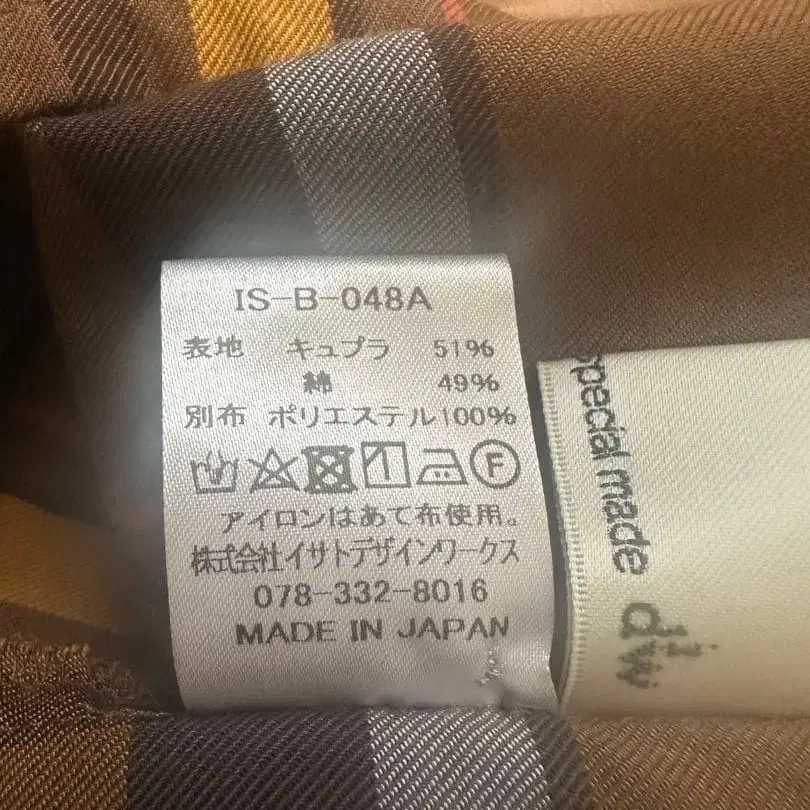 IS-B-048A
表地 キュプラ 51%
綿 49%
別布 ポリエステル100%
F
アイロンはあて布使用。
株式会社イサトデザインワークス
078-332-8016
MADE IN JAPAN
special made